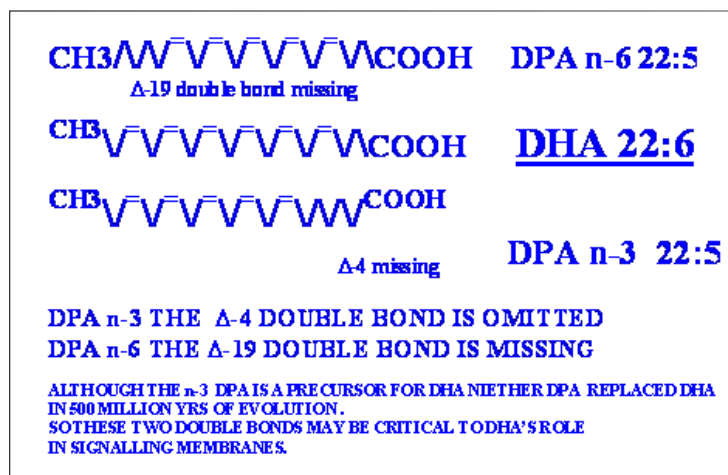 CH3 COOH DPA n-6 22:5
Δ-19 double bond missing
CH3 COOH DHA 22:6
CH3 COOH
Δ-4 missing DPA n-3 22:5
DPA n-3 THE Δ-4 DOUBLE BOND IS OMITTED
DPA n-6 THE Δ-19 DOUBLE BOND IS MISSING
ALTHOUGH THE n-3 DPA IS A PRECURSOR FOR DHA NIETHER DPA REPLACED DHA
IN 500 MILLION YRS OF EVOLUTION.
SO THESE TWO DOUBLE BONDS MAY BE CRITICAL TO DHA'S ROLE
IN SIGNALLING MEMBRANES.